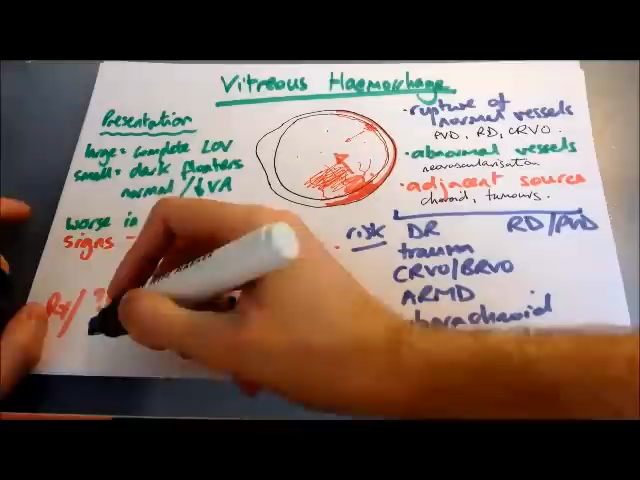 Vitreous Haemorrhage
Presentation
large = complete LOV
small = dark floaters
normal / ↓VA
worse in
signs -
Rx/ ?
• rupture of
normal vessels
PVD, RD, CRVO.
• abnormal vessels
neovascularisation
• adjacent source
choroid, tumours.
risk DR RD/PVD
trauma
CRVO/BRVO
ARMD